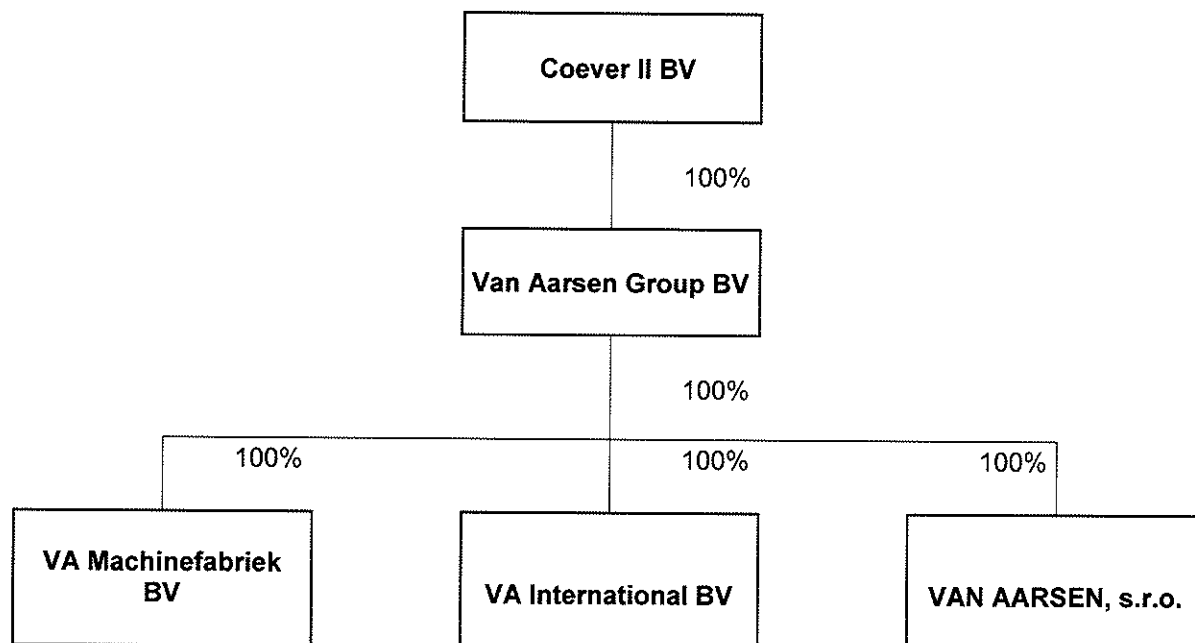 Coever II BV
100%
Van Aarsen Group BV
100%
100%
100%
100%
VA Machinefabriek
BV
VA International BV
VAN AARSEN, s.r.o.